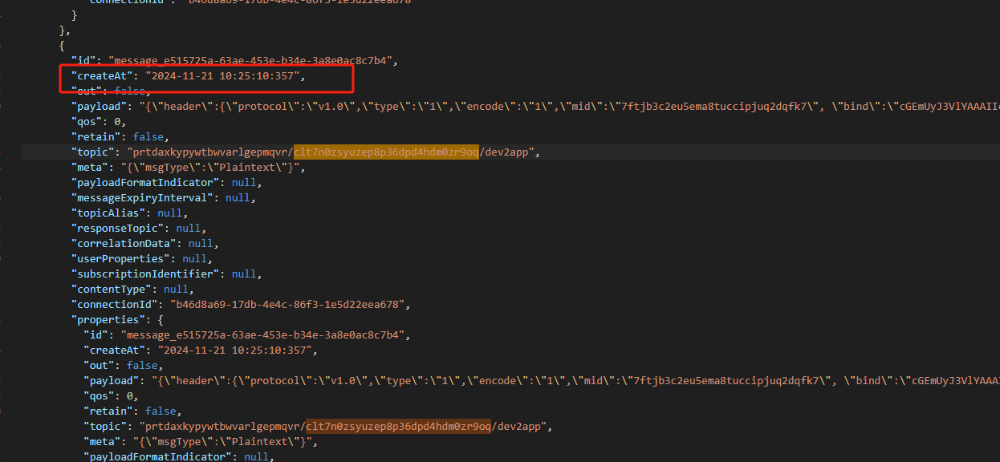 "connectionId": "b46d8a69-17db-4e4c-86f3-1e5d22eea678"
}
},
{
"id": "message_e515725a-63ae-453e-b34e-3a8e0ac8c7b4",
"createAt": "2024-11-21 10:25:10:357",
"out": false,
"payload": "{\"header\":{\"protocol\":\"v1.0\",\"type\":\"1\",\"encode\":\"1\",\"mid\":\"7ftjb3c2eu5ema8tuccipjuq2dqfk7\", \"bind\":\"cGEmUyJ3VlYAAAIIc
"qos": 0,
"retain": false,
"topic": "prtdaxkypywtbwvarlgepmqvr/clt7n0zsyuzep8p36dpd4hdm0zr9oq/dev2app",
"meta": "{\"msgType\":\"Plaintext\"}",
"payloadFormatIndicator": null,
"messageExpiryInterval": null,
"topicAlias": null,
"responseTopic": null,
"correlationData": null,
"userProperties": null,
"subscriptionIdentifier": null,
"contentType": null,
"connectionId": "b46d8a69-17db-4e4c-86f3-1e5d22eea678",
"properties": {
"id": "message_e515725a-63ae-453e-b34e-3a8e0ac8c7b4",
"createAt": "2024-11-21 10:25:10:357",
"out": false,
"payload": "{\"header\":{\"protocol\":\"v1.0\",\"type\":\"1\",\"encode\":\"1\",\"mid\":\"7ftjb3c2eu5ema8tuccipjuq2dqfk7\", \"bind\":\"cGEmUyJ3VlYAAA
"qos": 0,
"retain": false,
"topic": "prtdaxkypywtbwvarlgepmqvr/clt7n0zsyuzep8p36dpd4hdm0zr9oq/dev2app",
"meta": "{\"msgType\":\"Plaintext\"}",
"payloadFormatIndicator": null,